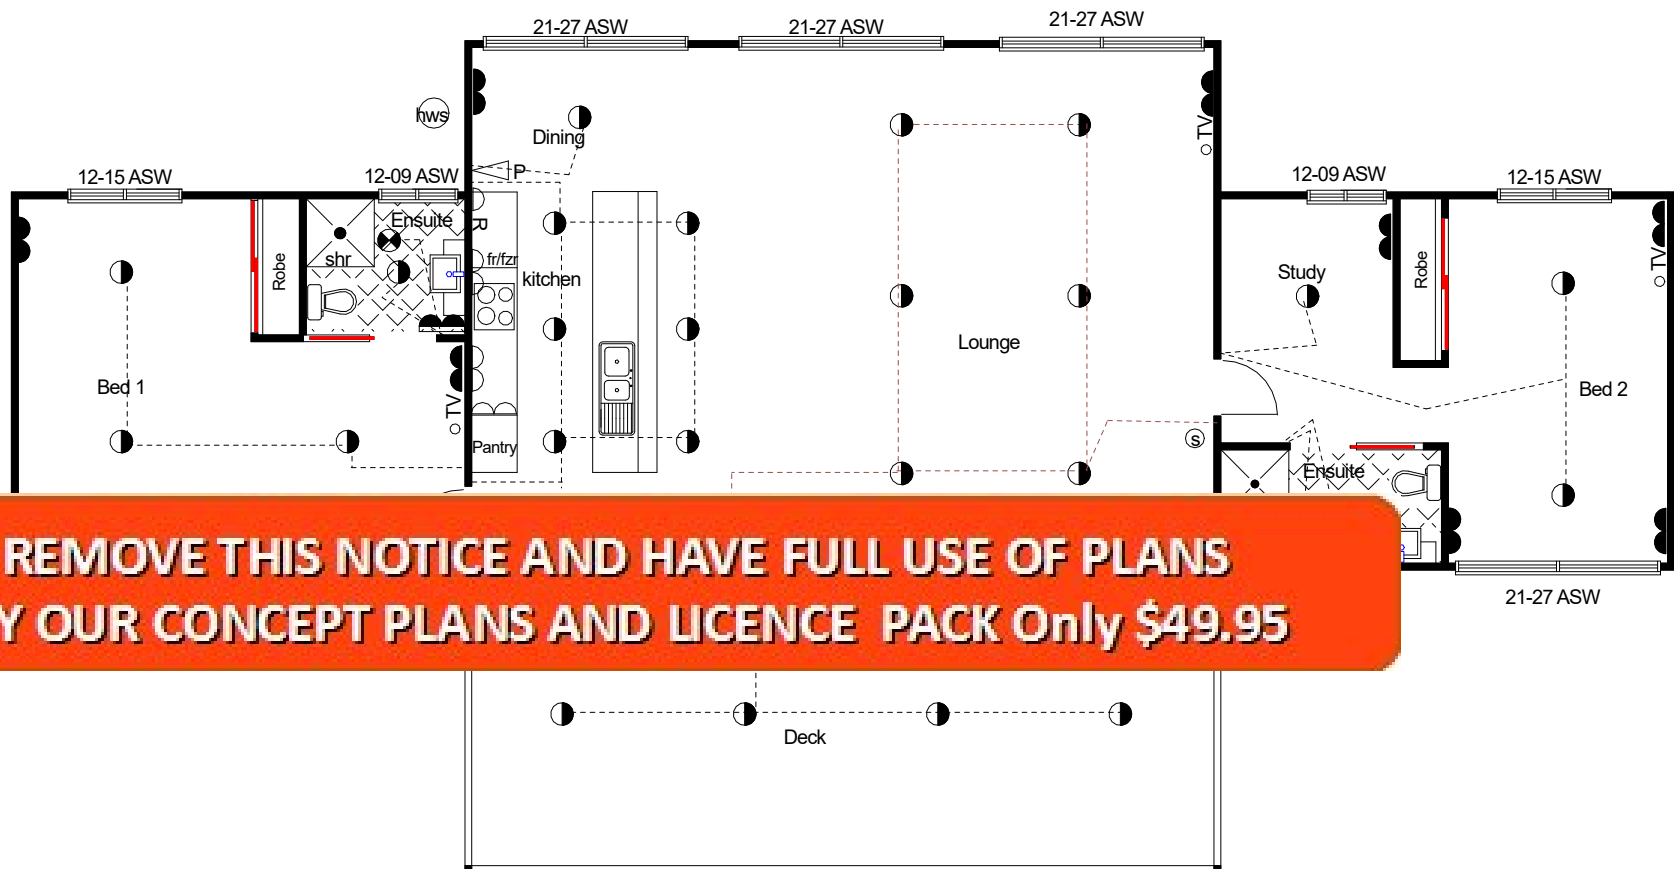 21-27 ASW
21-27 ASW
21-27 ASW
hws
Dining
TV
P
12-15 ASW
12-09 ASW
12-09 ASW
12-15 ASW
Ensuite
R
Robe
shr
fr/fzr
kitchen
Study
Robe
TV
Lounge
Bed 1
Bed 2
TV
Pantry
S
Ensuite
REMOVE THIS NOTICE AND HAVE FULL USE OF PLANS
Y OUR CONCEPT PLANS AND LICENCE PACK Only $49.95
21-27 ASW
Deck